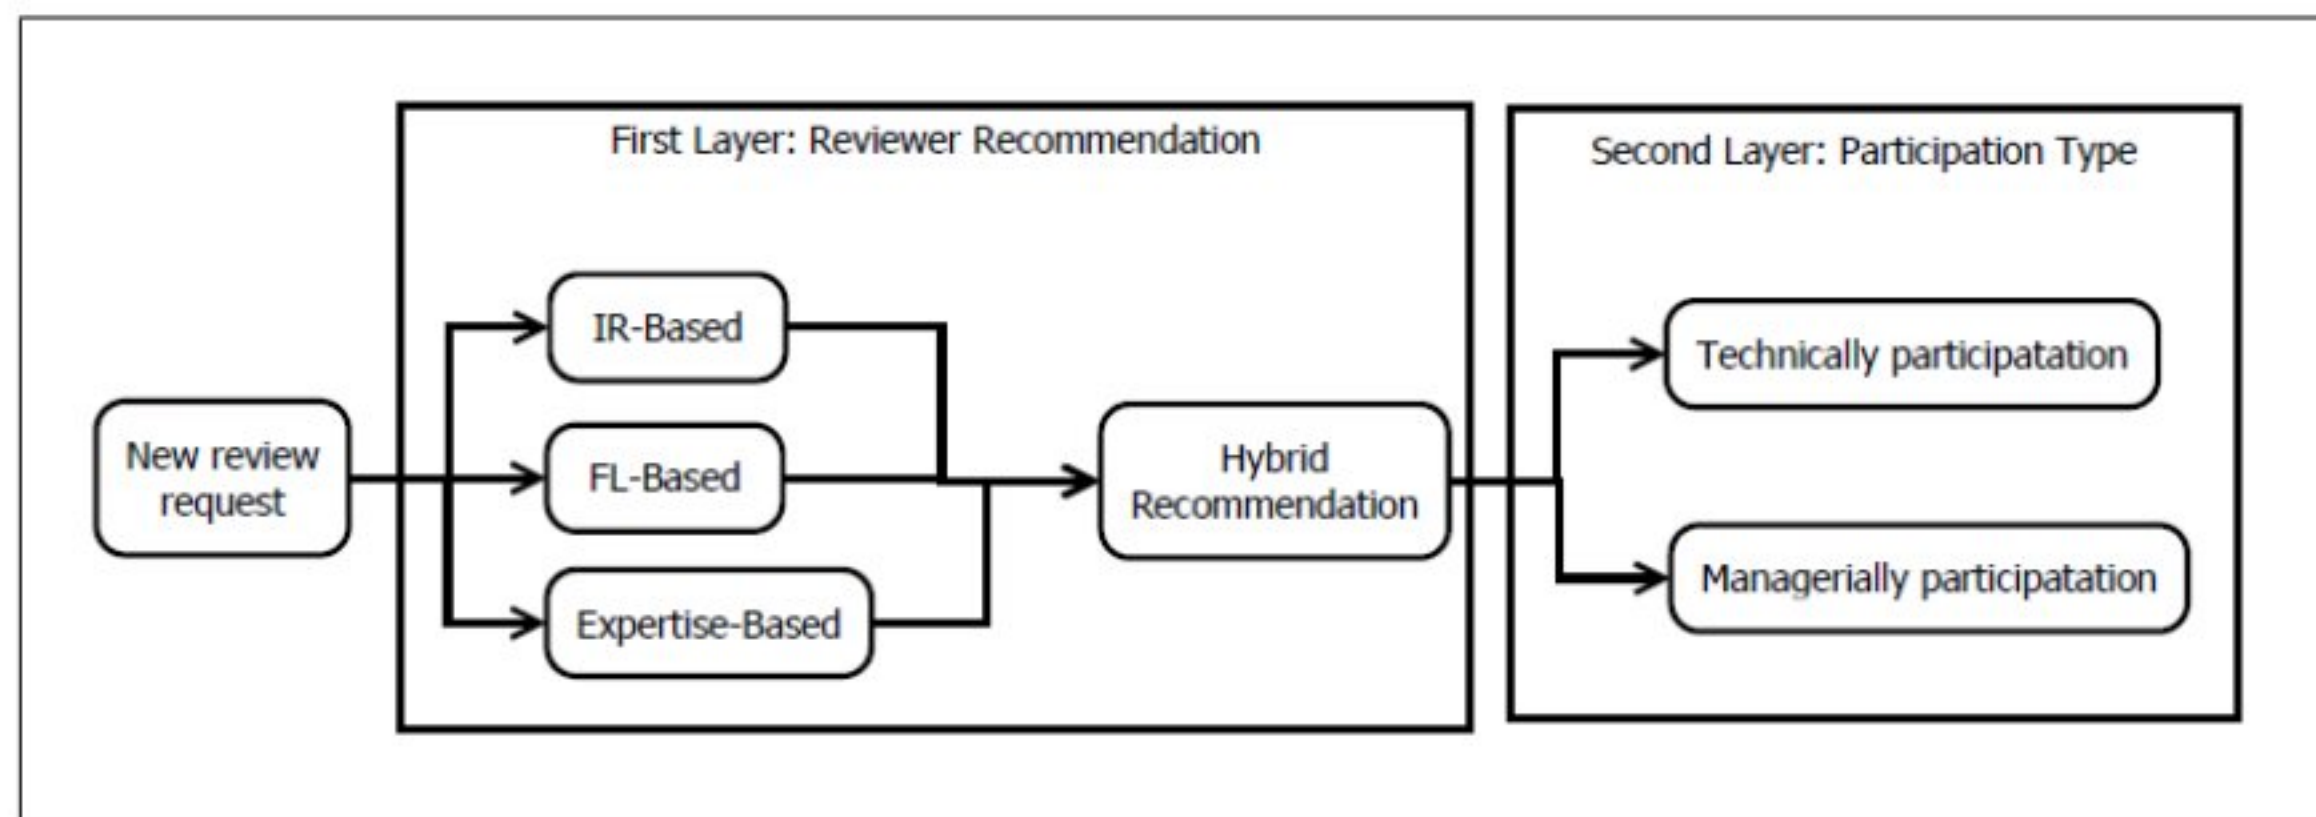 First Layer: Reviewer Recommendation
Second Layer: Participation Type
IR-Based
Technically participatation
New review
request
FL-Based
Hybrid
Recommendation
Expertise-Based
Managerially participatation